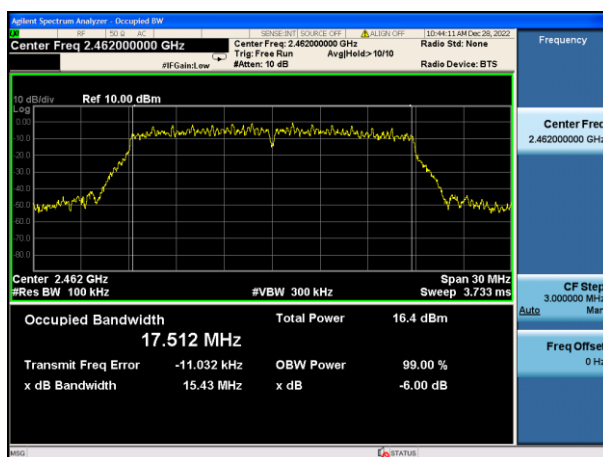 Agilent Spectrum Analyzer - Occupied BW
RF 50 Ω AC SENSE:INT SOURCE OFF ALIGN OFF 10:44:11 AM Dec 28, 2022
Center Freq 2.462000000 GHz
Center Freq: 2.462000000 GHz
Radio Std: None
Trig: Free Run Avg|Hold:>10/10
#IFGain:Low #Atten: 10 dB Radio Device: BTS
10 dB/div Ref 10.00 dBm
Log
0.00
-10.0
-20.0
-30.0
-40.0
-50.0
-60.0
-70.0
-80.0
Center 2.462 GHz Span 30 MHz
#Res BW 100 kHz #VBW 300 kHz Sweep 3.733 ms
Occupied Bandwidth Total Power 16.4 dBm
17.512 MHz
Transmit Freq Error -11.032 kHz OBW Power 99.00 %
x dB Bandwidth 15.43 MHz x dB -6.00 dB
MSG STATUS
Frequency
Center Freq
2.462000000 GHz
CF Step
3.000000 MHz
Auto Man
Freq Offset
0 Hz